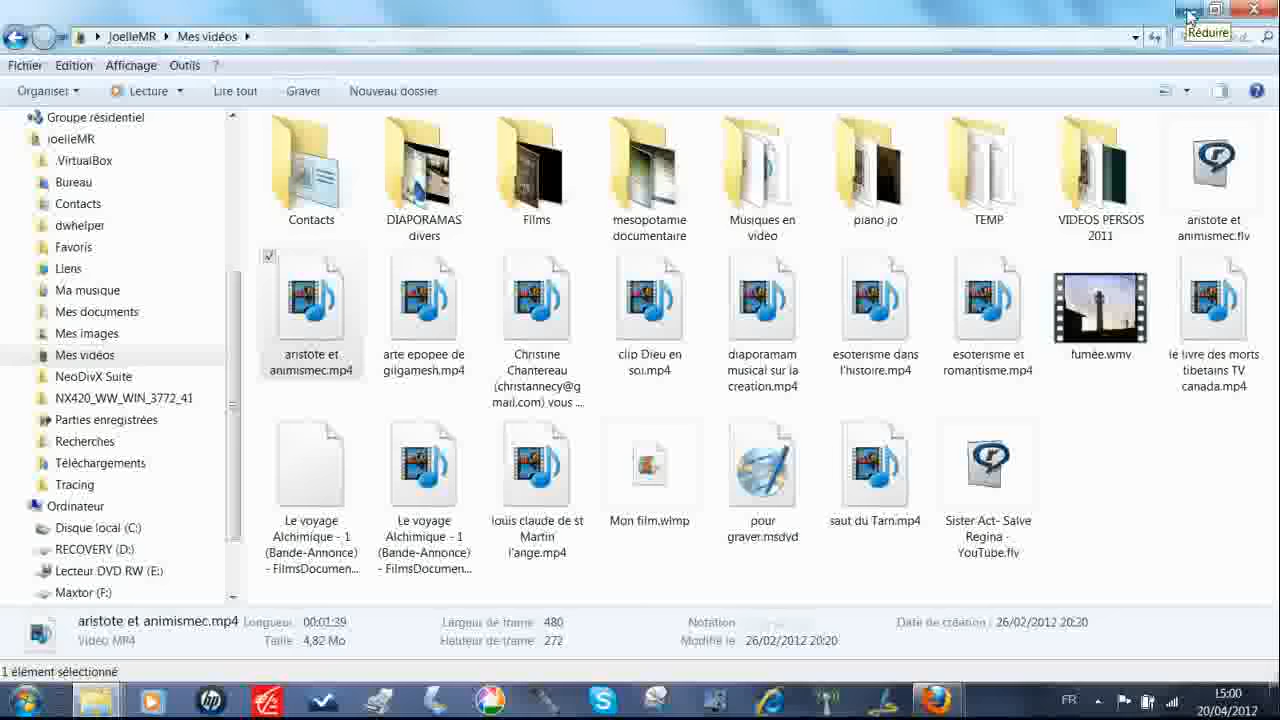 Réduire
JoelleMR
Mes vidéos
Fichier Edition Affichage Outils ?
Organiser Lecture Lire tout Graver Nouveau dossier
Groupe résidentiel
joelleMR
.VirtualBox
Bureau
Contacts
dwhelper
Favoris
Liens
Ma musique
Mes documents
Mes images
Mes vidéos
NeoDivX Suite
NX420_WW_WIN_3772_41
Parties enregistrées
Recherches
Téléchargements
Tracing
Ordinateur
Disque local (C:)
RECOVERY (D:)
Lecteur DVD RW (E:)
Maxtor (F:)
Contacts
DIAPORAMAS
divers
Films
mesopotamie
documentaire
Musiques en
vidéo
piano jo
TEMP
VIDEOS PERSOS
2011
aristote et
animismec.flv
aristote et
animismec.mp4
arte epopee de
gilgamesh.mp4
Christine
Chantereau
(christannecy@g
mail.com) vous ...
clip Dieu en
soi.mp4
diaporamam
musical sur la
creation.mp4
esoterisme dans
l'histoire.mp4
esoterisme et
romantisme.mp4
fumée.wmv
le livre des morts
tibetains TV
canada.mp4
Le voyage
Alchimique - 1
(Bande-Annonce)
- FilmsDocumen...
Le voyage
Alchimique - 1
(Bande-Annonce)
- FilmsDocumen...
louis claude de st
Martin
l'ange.mp4
Mon film.wlmp
pour
graver.msdvd
saut du Tarn.mp4
Sister Act- Salve
Regina -
YouTube.flv
aristote et animismec.mp4 Longueur: 00:01:39 Largeur de trame 480 Notation Date de création : 26/02/2012 20:20
Vidéo MP4 Taille 4,82 Mo Hauteur de trame 272 Modifié le 26/02/2012 20:20
1 élément sélectionné
FR
15:00
20/04/2012